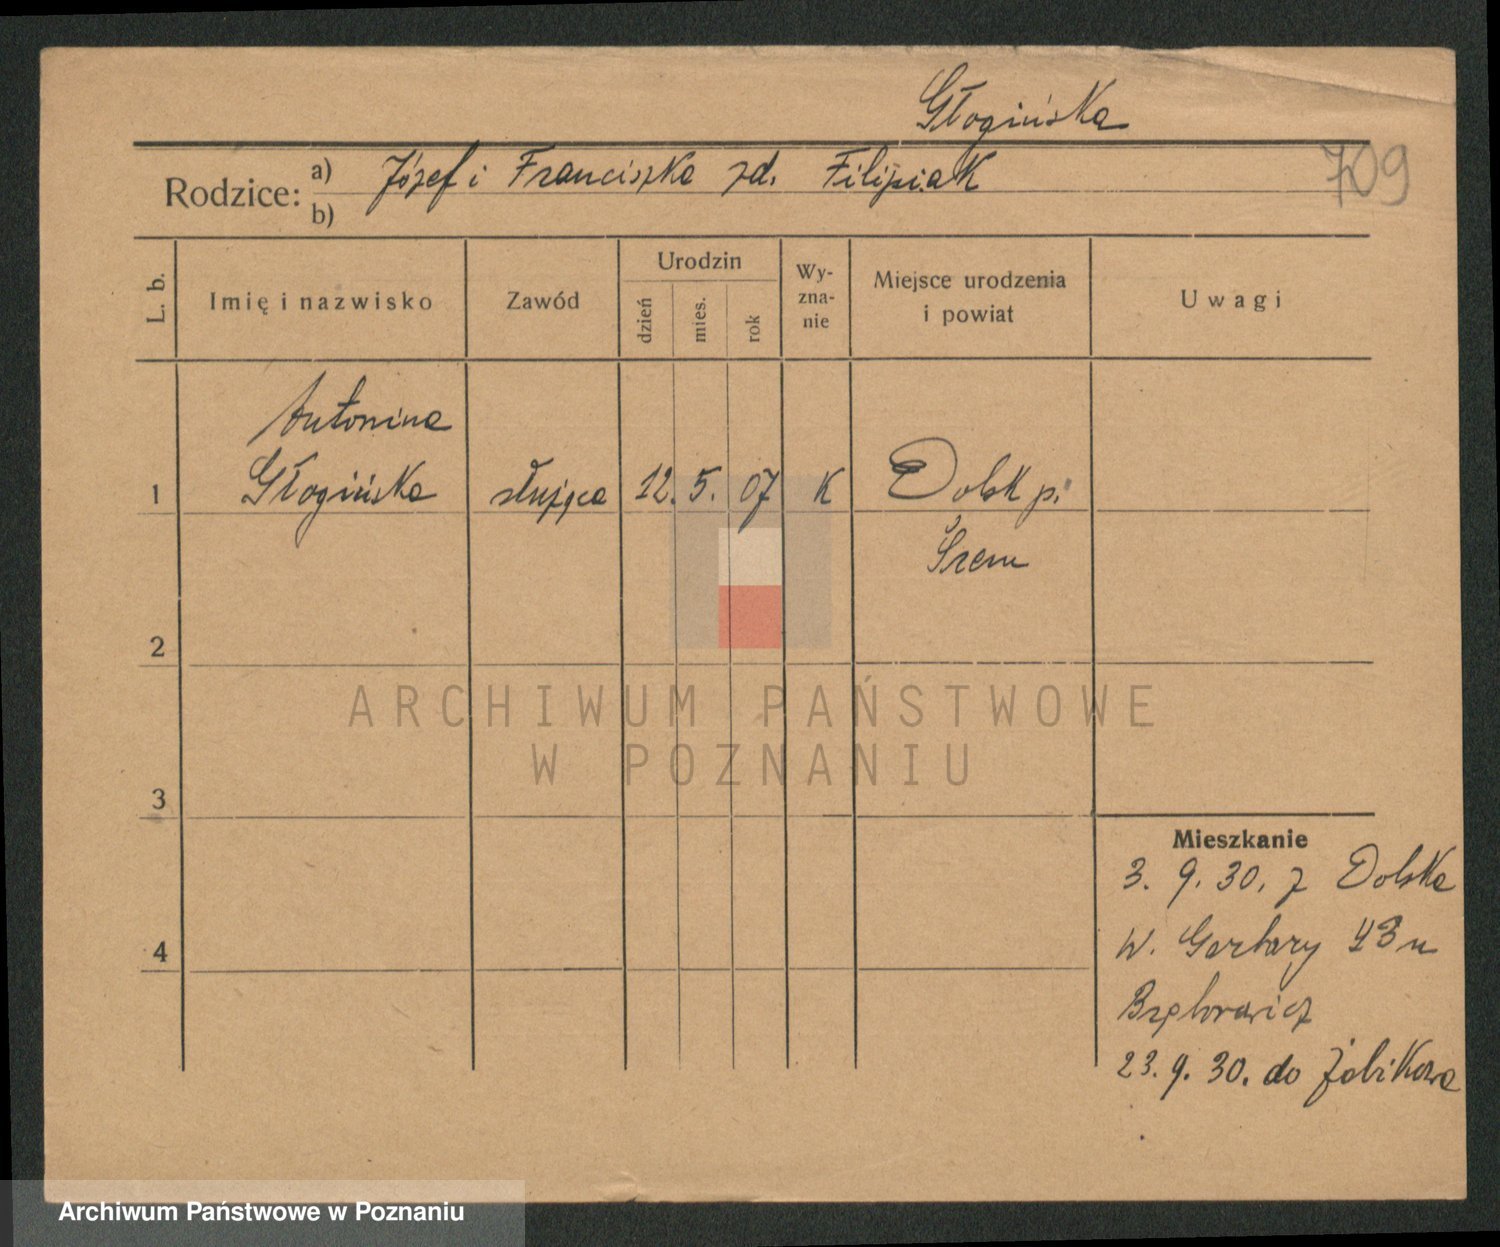 Głogińska
709
Rodzice: a) Józef i Franciszka zd. Filipiak
b)
L. b.
Imię i nazwisko
Zawód
Urodzin
dzień
mies.
rok
Wy-
zna-
nie
Miejsce urodzenia
i powiat
Uwagi
Antonina
1 Głogińska służąca 12. 5. 07 K Dolsk p.
Śrem
2
ARCHIWUM PAŃSTWOWE
W POZNANIU
3
Mieszkanie
3. 9. 30. z Dolska
W. Garbary 43 u
4
23. 9. 30. do Żabikowa
Archiwum Państwowe w Poznaniu